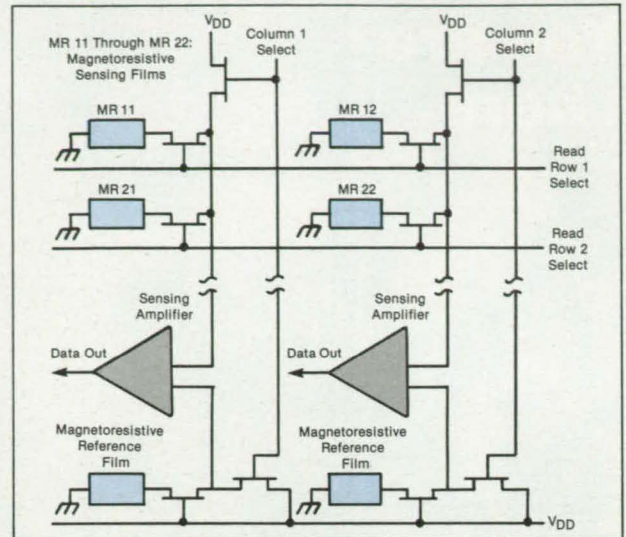 MR 11 Through MR 22:
Magnetoresistive
Sensing Films
VDD
Column 1
Select
VDD
Column 2
Select
MR 11
MR 12
Read
Row 1
Select
MR 21
MR 22
Read
Row 2
Select
Sensing
Amplifier
Sensing
Amplifier
Data Out
Data Out
Magnetoresistive
Reference
Film
Magnetoresistive
Reference
Film
VDD